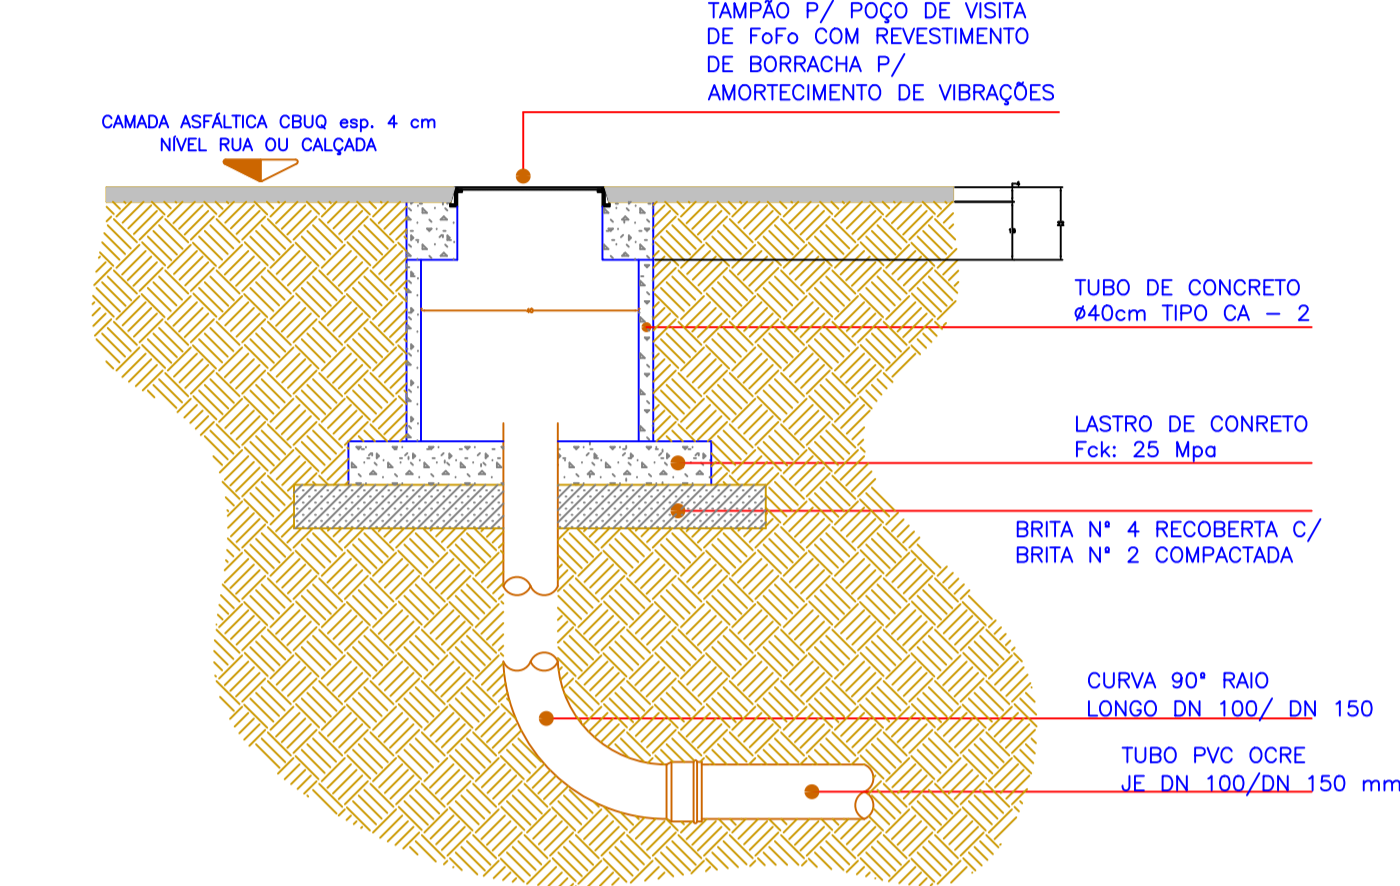 TAMPÃO P/ POÇO DE VISITA
DE FoFo COM REVESTIMENTO
DE BORRACHA P/
AMORTECIMENTO DE VIBRAÇÕES
CAMADA ASFÁLTICA CBUQ esp. 4 cm
NÍVEL RUA OU CALÇADA
TUBO DE CONCRETO
ø40cm TIPO CA - 2
LASTRO DE CONRETO
Fck: 25 Mpa
BRITA Nº 4 RECOBERTA C/
BRITA Nº 2 COMPACTADA
CURVA 90° RAIO
LONGO DN 100/ DN 150
TUBO PVC OCRE
JE DN 100/DN 150 mm